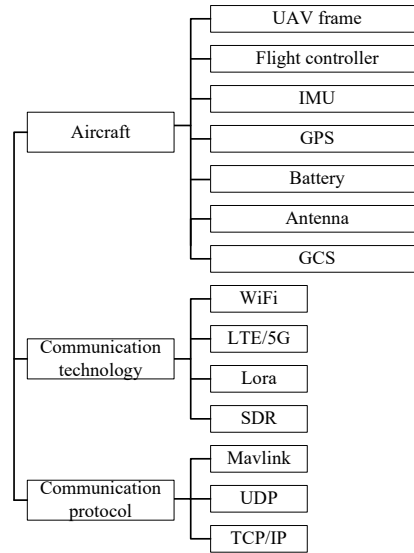 UAV frame
Flight controller
IMU
Aircraft
GPS
Battery
Antenna
GCS
WiFi
Communication
technology
LTE/5G
Lora
SDR
Mavlink
Communication
protocol
UDP
TCP/IP